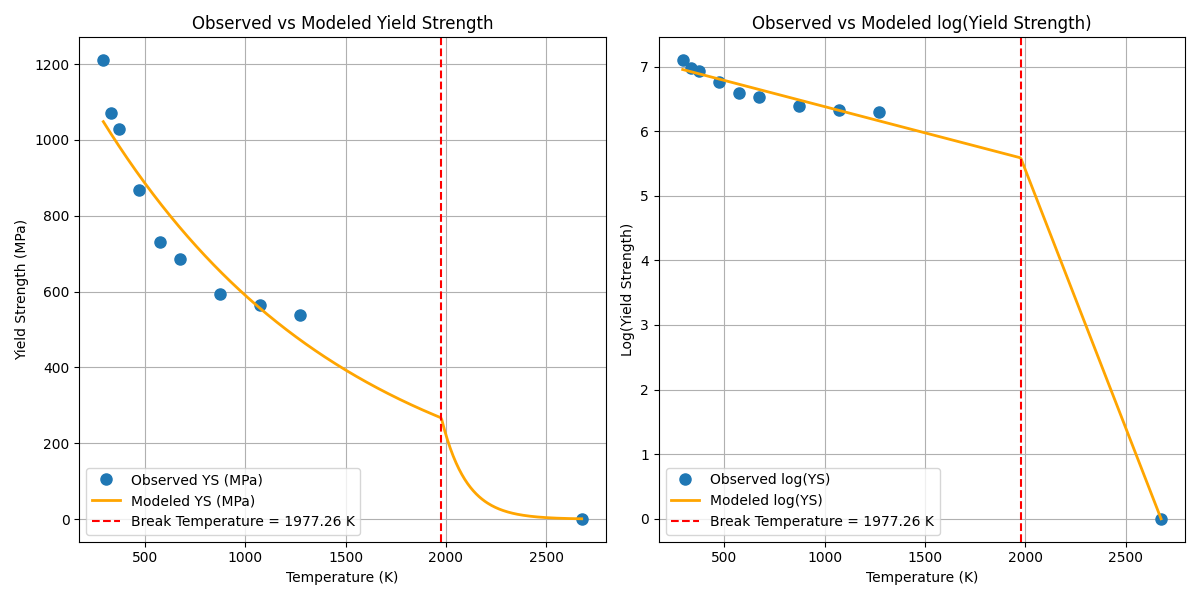 Observed vs Modeled Yield Strength
Yield Strength (MPa)
1200
1000
800
600
400
200
0
Observed YS (MPa)
Modeled YS (MPa)
Break Temperature = 1977.26 K
500
1000
1500
2000
2500
Temperature (K)
Observed vs Modeled log(Yield Strength)
Log(Yield Strength)
7
6
5
4
3
2
1
0
Observed log(YS)
Modeled log(YS)
Break Temperature = 1977.26 K
500
1000
1500
2000
2500
Temperature (K)